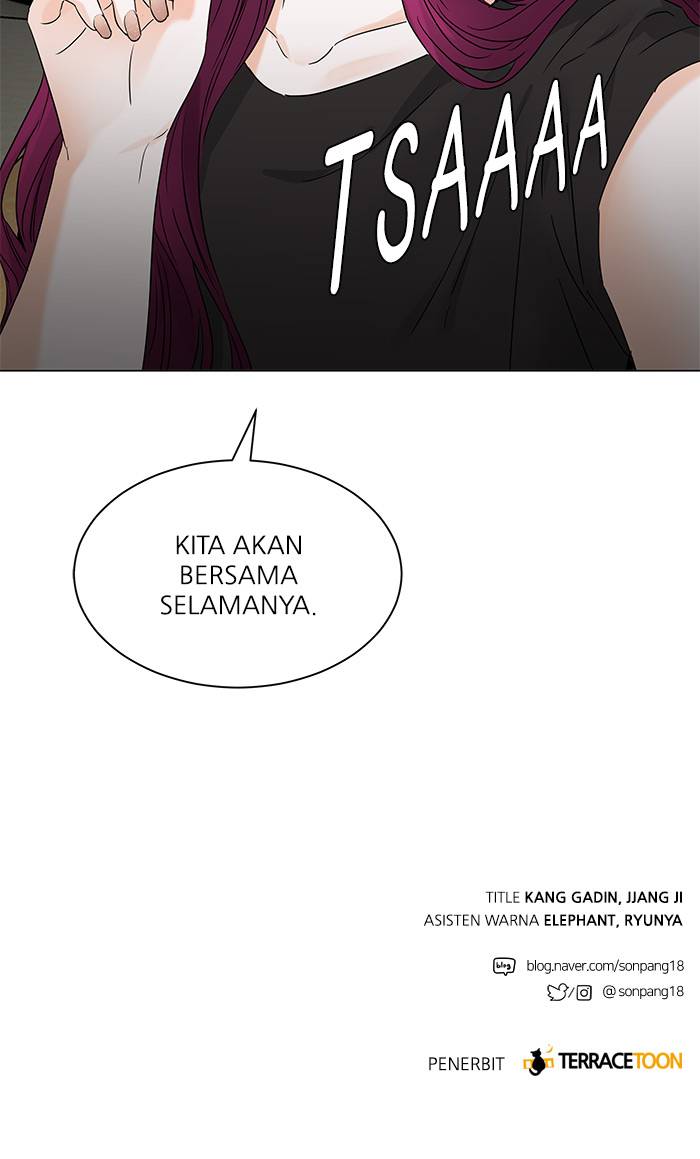 TSAAAA
KITA AKAN
BERSAMA
SELAMANYA.
TITLE KANG GADIN, JJANG JI
ASISTEN WARNA ELEPHANT, RYUNYA
blog blog.naver.com/sonpang18
/ @sonpang18
PENERBIT TERRACETOON